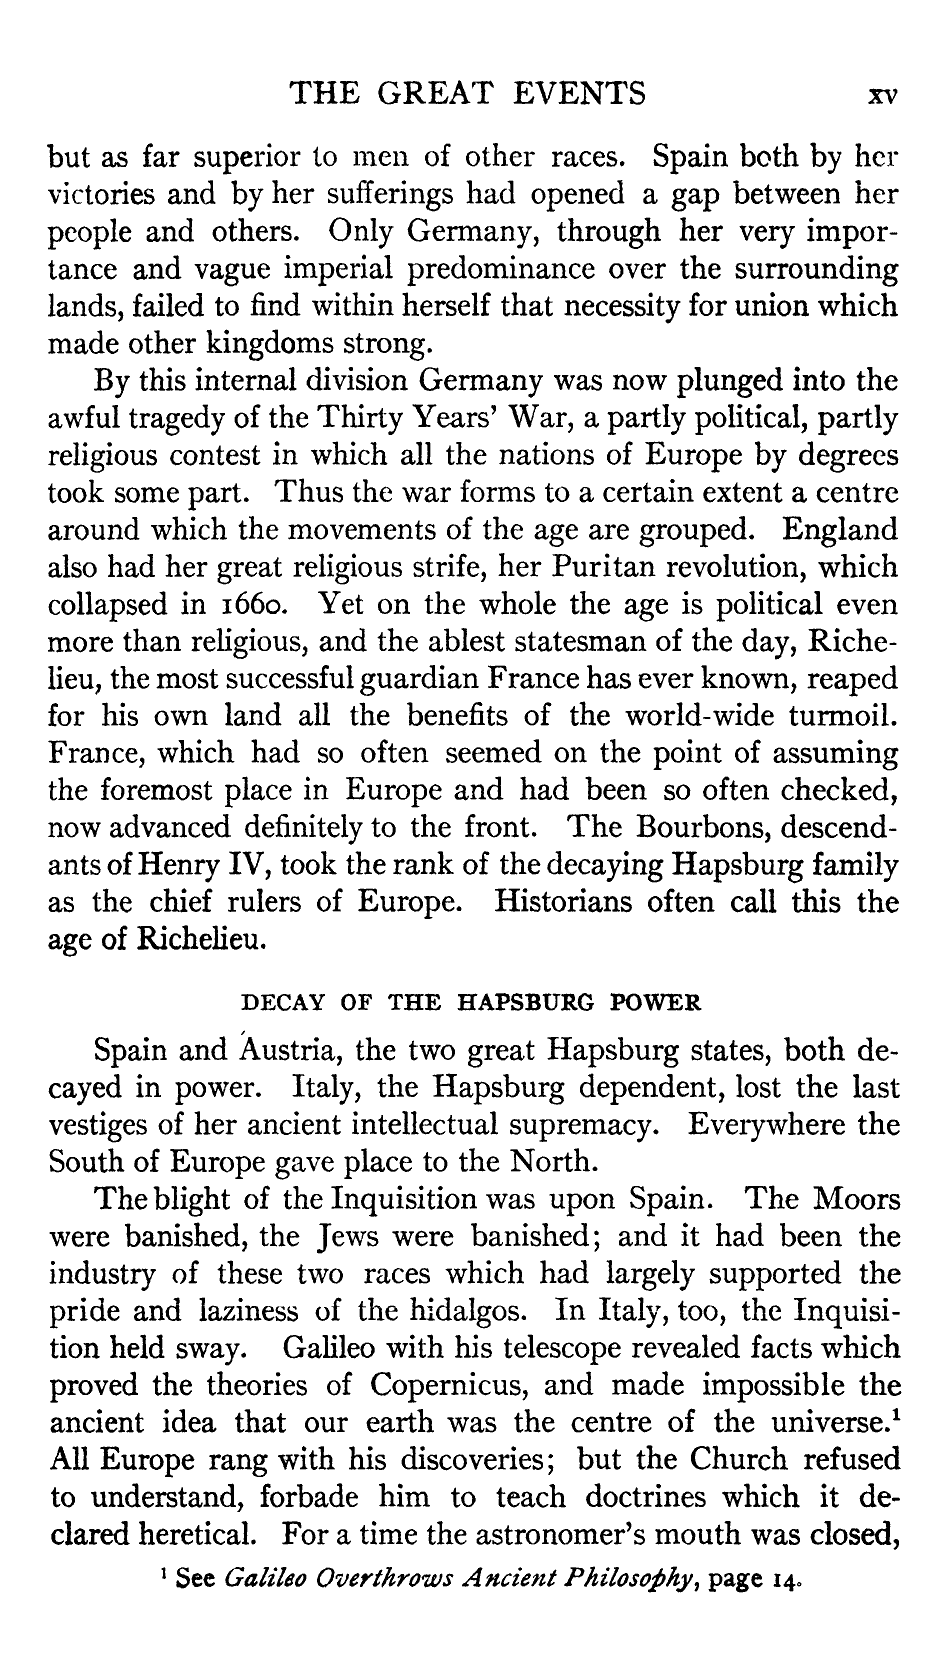 THE GREAT EVENTS xv
but as far superior to men of other races. Spain both by her
victories and by her sufferings had opened a gap between her
people and others. Only Germany, through her very impor-
tance and vague imperial predominance over the surrounding
lands, failed to find within herself that necessity for union which
made other kingdoms strong.
By this internal division Germany was now plunged into the
awful tragedy of the Thirty Years' War, a partly political, partly
religious contest in which all the nations of Europe by degrees
took some part. Thus the war forms to a certain extent a centre
around which the movements of the age are grouped. England
also had her great religious strife, her Puritan revolution, which
collapsed in 1660. Yet on the whole the age is political even
more than religious, and the ablest statesman of the day, Riche-
lieu, the most successful guardian France has ever known, reaped
for his own land all the benefits of the world-wide turmoil.
France, which had so often seemed on the point of assuming
the foremost place in Europe and had been so often checked,
now advanced definitely to the front. The Bourbons, descend-
ants of Henry IV, took the rank of the decaying Hapsburg family
as the chief rulers of Europe. Historians often call this the
age of Richelieu.
DECAY OF THE HAPSBURG POWER
Spain and Austria, the two great Hapsburg states, both de-
cayed in power. Italy, the Hapsburg dependent, lost the last
vestiges of her ancient intellectual supremacy. Everywhere the
South of Europe gave place to the North.
The blight of the Inquisition was upon Spain. The Moors
were banished, the Jews were banished; and it had been the
industry of these two races which had largely supported the
pride and laziness of the hidalgos. In Italy, too, the Inquisi-
tion held sway. Galileo with his telescope revealed facts which
proved the theories of Copernicus, and made impossible the
ancient idea that our earth was the centre of the universe.¹
All Europe rang with his discoveries; but the Church refused
to understand, forbade him to teach doctrines which it de-
clared heretical. For a time the astronomer's mouth was closed,
¹ See Galileo Overthrows Ancient Philosophy, page 14.